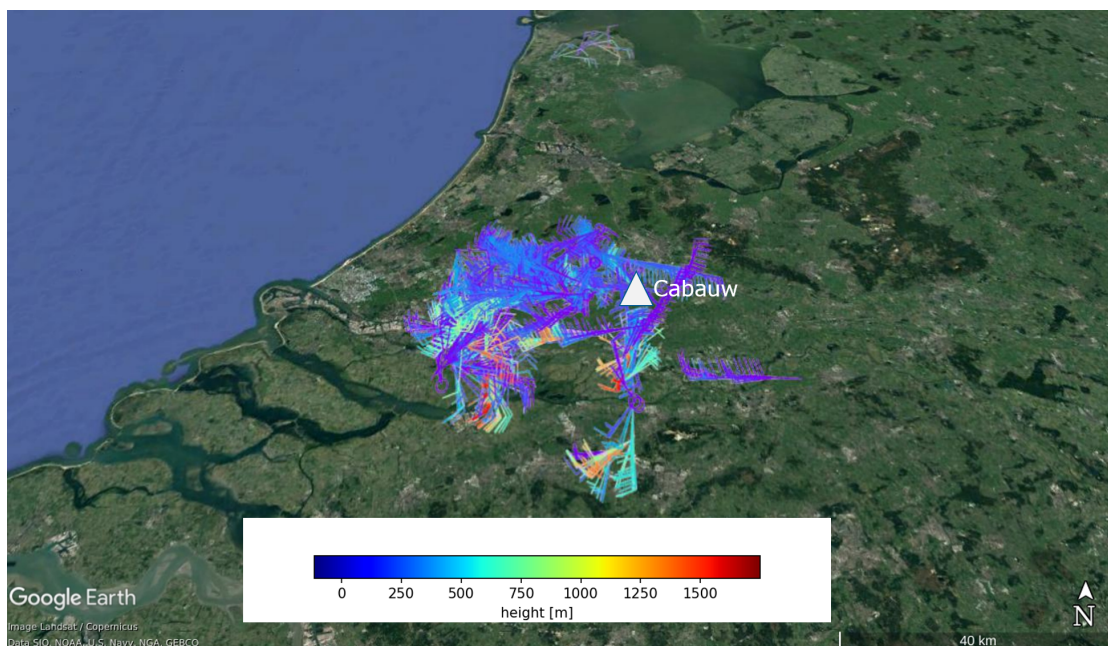 Cabauw
0 250 500 750 1000 1250 1500
height [m]
Google Earth
Image Landsat / Copernicus
Data SIO, NOAA, U.S. Navy, NGA, GEBCO
N
40 km